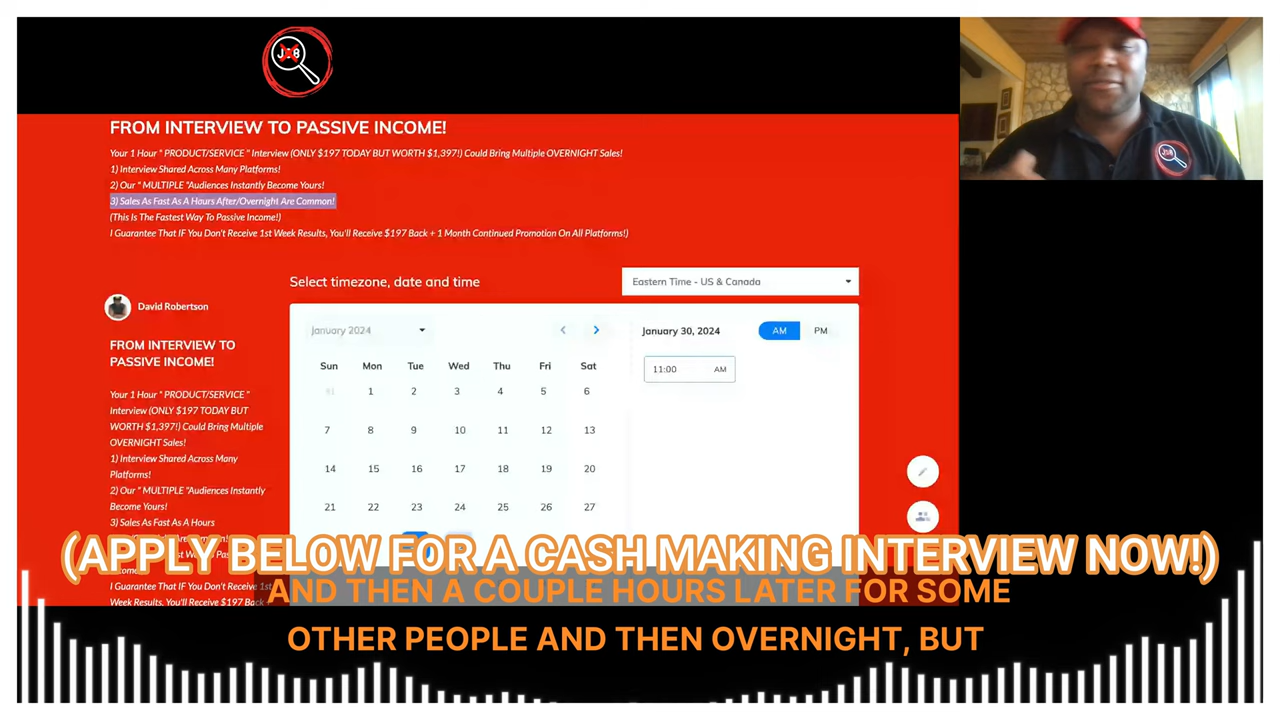 JOB
FROM INTERVIEW TO PASSIVE INCOME!
Your 1 Hour " PRODUCT/SERVICE " Interview (ONLY $197 TODAY BUT WORTH $1,397!) Could Bring Multiple OVERNIGHT Sales!
1) Interview Shared Across Many Platforms!
2) Our " MULTIPLE "Audiences Instantly Become Yours!
3) Sales As Fast As A Hours After/Overnight Are Common!
(This Is The Fastest Way To Passive Income!)
I Guarantee That IF You Don't Receive 1st Week Results, You'll Receive $197 Back + 1 Month Continued Promotion On All Platforms!)
Select timezone, date and time
Eastern Time - US & Canada
David Robertson
FROM INTERVIEW TO
PASSIVE INCOME!
Your 1 Hour " PRODUCT/SERVICE "
Interview (ONLY $197 TODAY BUT
WORTH $1,397!) Could Bring Multiple
OVERNIGHT Sales!
1) Interview Shared Across Many
Platforms!
2) Our " MULTIPLE "Audiences Instantly
Become Yours!
3) Sales As Fast As A Hours
I Guarantee That IF You Don't Receive 1st
Week Results, You'll Receive $197 Back
January 2024
Sun Mon Tue Wed Thu Fri Sat
31 1 2 3 4 5 6
7 8 9 10 11 12 13
14 15 16 17 18 19 20
21 22 23 24 25 26 27
January 30, 2024
AM PM
11:00 AM
(APPLY BELOW FOR A CASH MAKING INTERVIEW NOW!)
AND THEN A COUPLE HOURS LATER FOR SOME
OTHER PEOPLE AND THEN OVERNIGHT, BUT